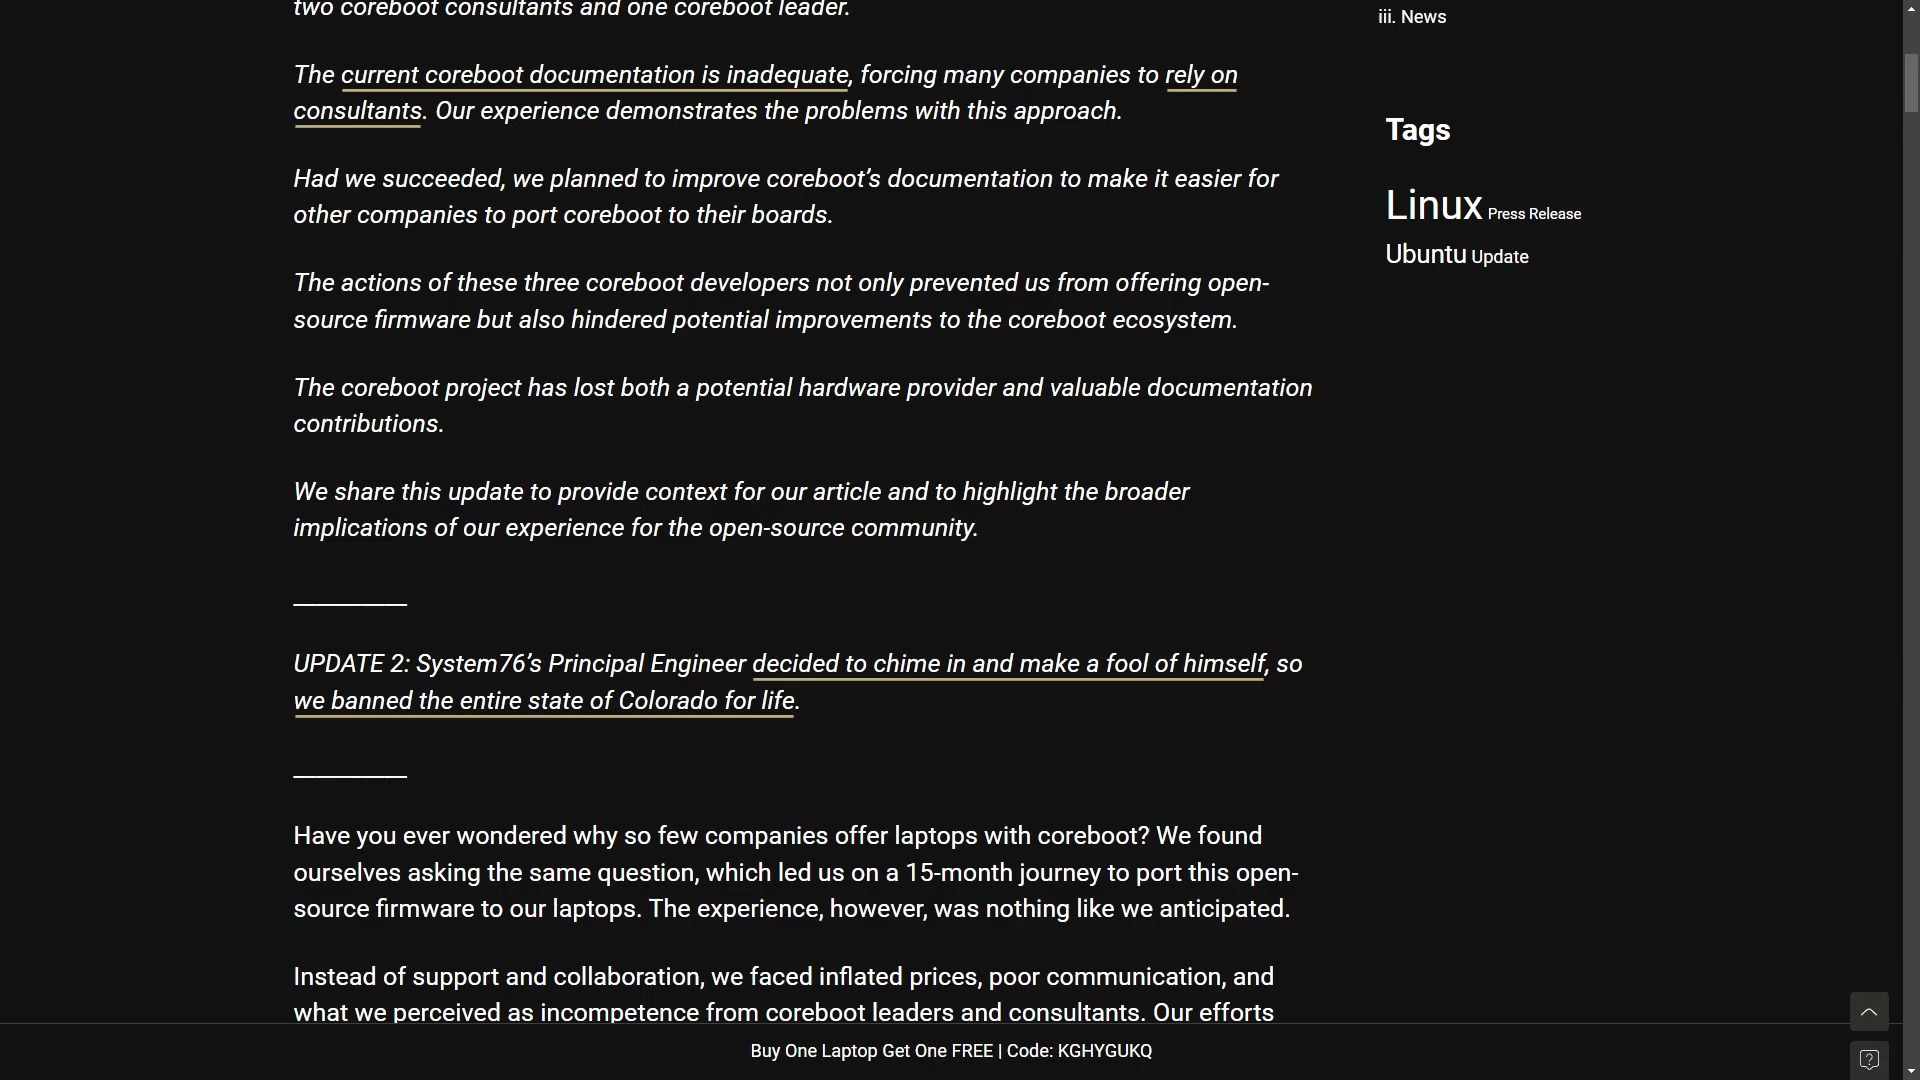 two coreboot consultants and one coreboot leader.
The current coreboot documentation is inadequate, forcing many companies to rely on
consultants. Our experience demonstrates the problems with this approach.
Had we succeeded, we planned to improve coreboot’s documentation to make it easier for
other companies to port coreboot to their boards.
The actions of these three coreboot developers not only prevented us from offering open-
source firmware but also hindered potential improvements to the coreboot ecosystem.
The coreboot project has lost both a potential hardware provider and valuable documentation
contributions.
We share this update to provide context for our article and to highlight the broader
implications of our experience for the open-source community.
UPDATE 2: System76’s Principal Engineer decided to chime in and make a fool of himself, so
we banned the entire state of Colorado for life.
Have you ever wondered why so few companies offer laptops with coreboot? We found
ourselves asking the same question, which led us on a 15-month journey to port this open-
source firmware to our laptops. The experience, however, was nothing like we anticipated.
Instead of support and collaboration, we faced inflated prices, poor communication, and
what we perceived as incompetence from coreboot leaders and consultants. Our efforts
iii. News
Tags
Linux Press Release
Ubuntu Update
Buy One Laptop Get One FREE | Code: KGHYGUKQ